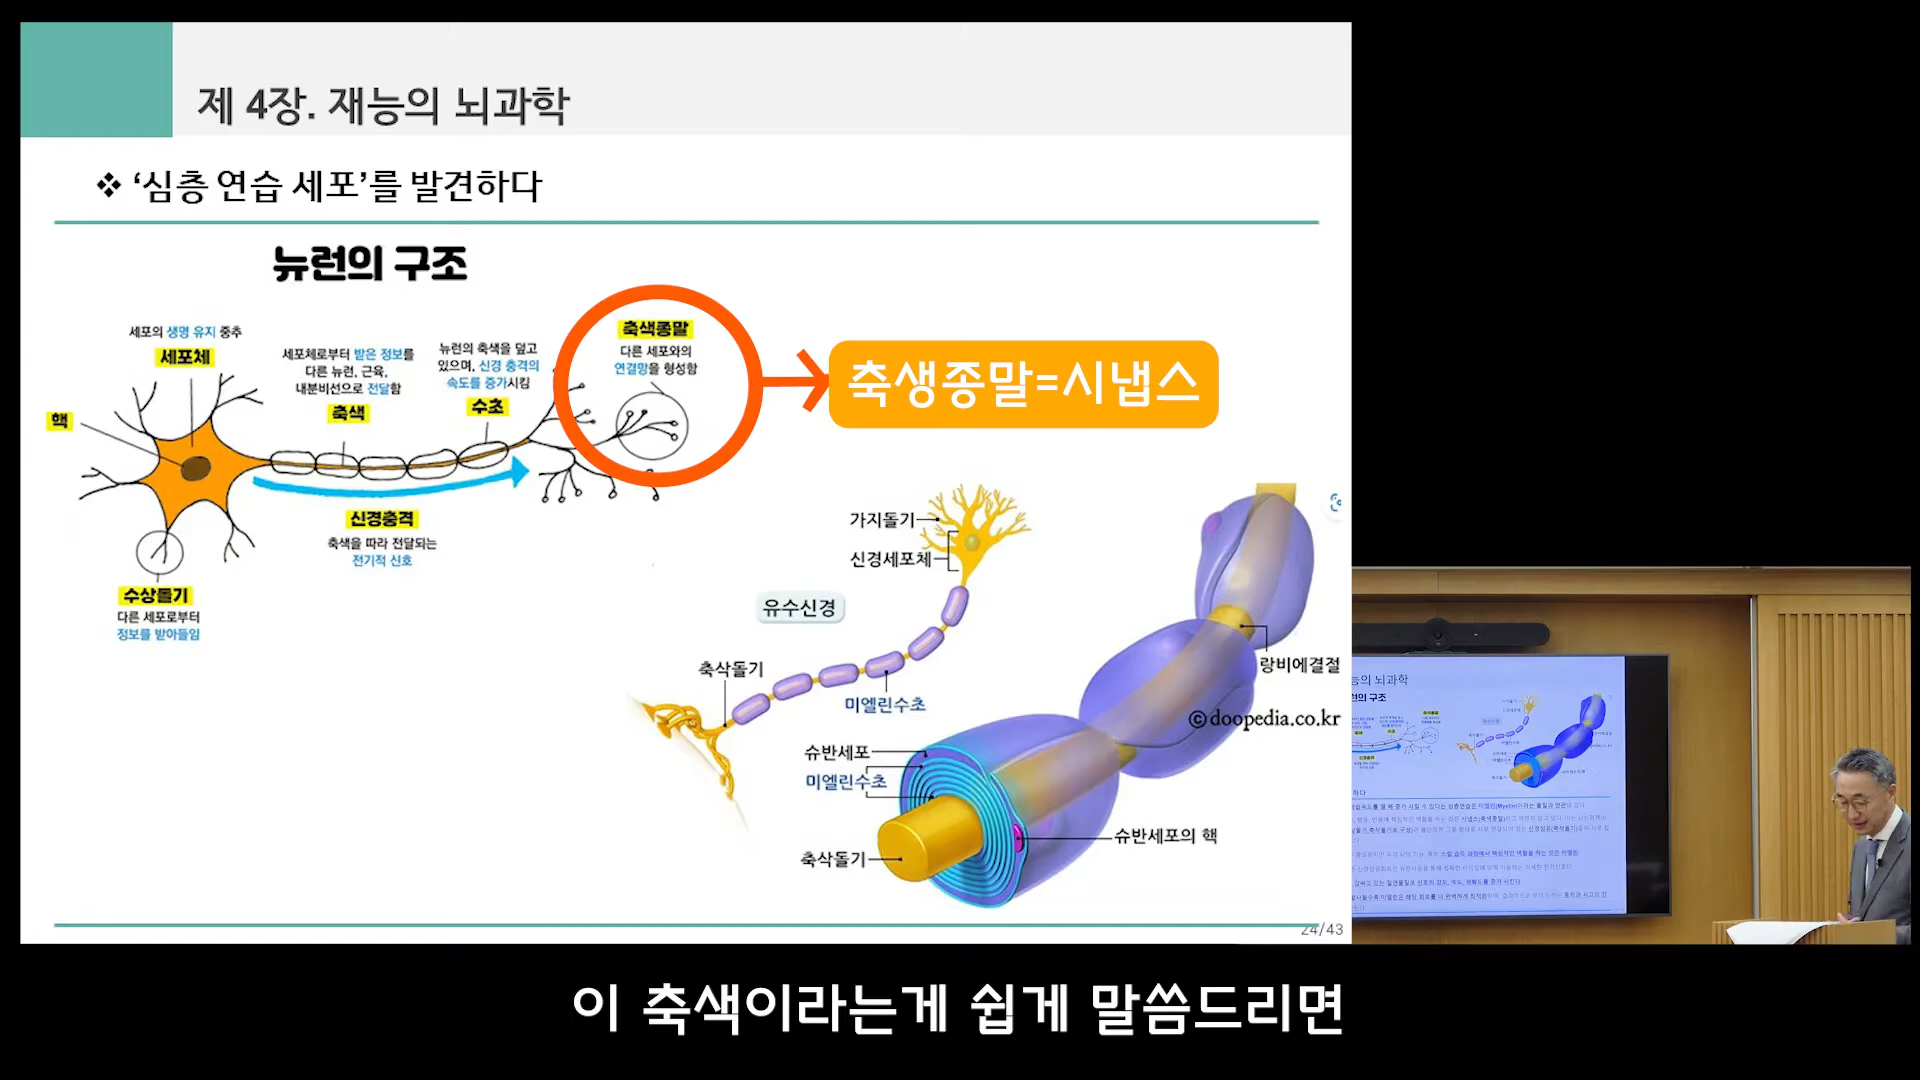 제 4장. 재능의 뇌과학
❖ ‘심층 연습 세포’를 발견하다
뉴런의 구조
세포의 생명 유지 중추
세포체
핵
세포체로부터 받은 정보를
다른 뉴런, 근육,
내분비선으로 전달함
축색
뉴런의 축색을 덮고
있으며, 신경 충격의
속도를 증가시킴
수초
축색종말
다른 세포와의
연결망을 형성함
축생종말=시냅스
신경충격
축색을 따라 전달되는
전기적 신호
수상돌기
다른 세포로부터
정보를 받아들임
가지돌기
신경세포체
유수신경
축삭돌기
미엘린수초
랑비에결절
©doopedia.co.kr
슈반세포
미엘린수초
슈반세포의 핵
축삭돌기
24/43
의 뇌과학
의 구조
이 축색이라는게 쉽게 말씀드리면